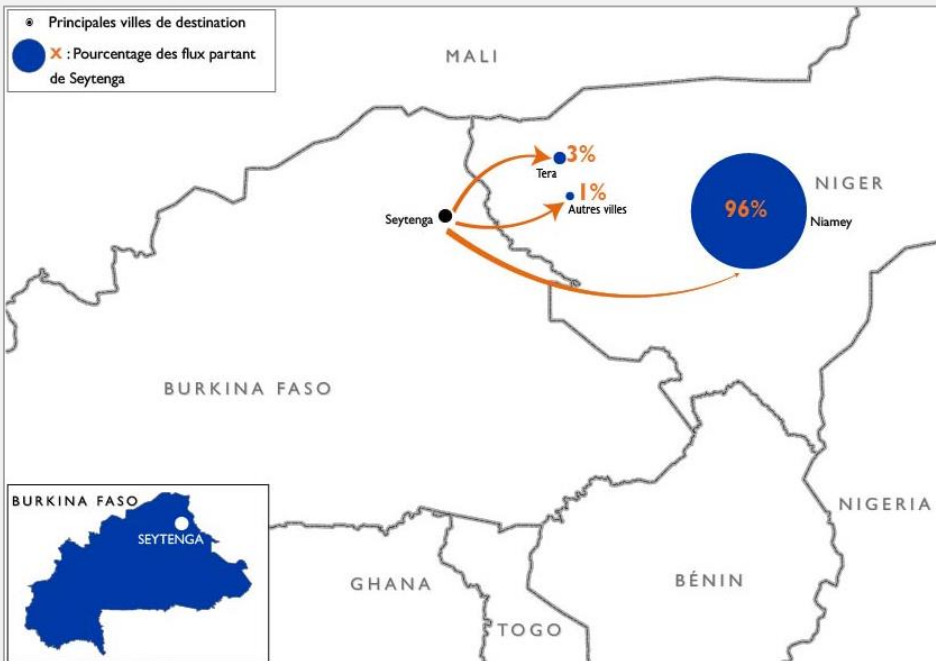 Principales villes de destination
X : Pourcentage des flux partant
de Seytenga
MALI
3%
Tera
1%
Autres villes
Seytenga
NIGER
96%
Niamey
BURKINA FASO
BURKINA FASO
SEYTENGA
NIGERIA
GHANA
BÉNIN
TOGO